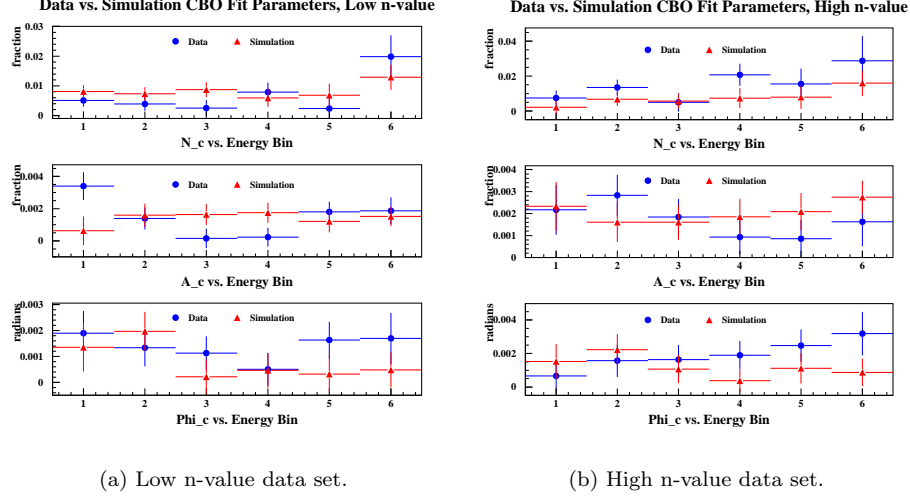 Data vs. Simulation CBO Fit Parameters, Low n-value
fraction
0.03
0.02
0.01
0
Data
Simulation
1 2 3 4 5 6
N_c vs. Energy Bin
fraction
0.004
0.002
0
Data
Simulation
1 2 3 4 5 6
A_c vs. Energy Bin
radians
0.003
0.002
0.001
0
Data
Simulation
1 2 3 4 5 6
Phi_c vs. Energy Bin
(a) Low n-value data set.
Data vs. Simulation CBO Fit Parameters, High n-value
fraction
0.04
0.02
0
Data
Simulation
1 2 3 4 5 6
N_c vs. Energy Bin
fraction
0.004
0.003
0.002
0.001
0
Data
Simulation
1 2 3 4 5 6
A_c vs. Energy Bin
radians
0.004
0.002
0
Data
Simulation
1 2 3 4 5 6
Phi_c vs. Energy Bin
(b) High n-value data set.